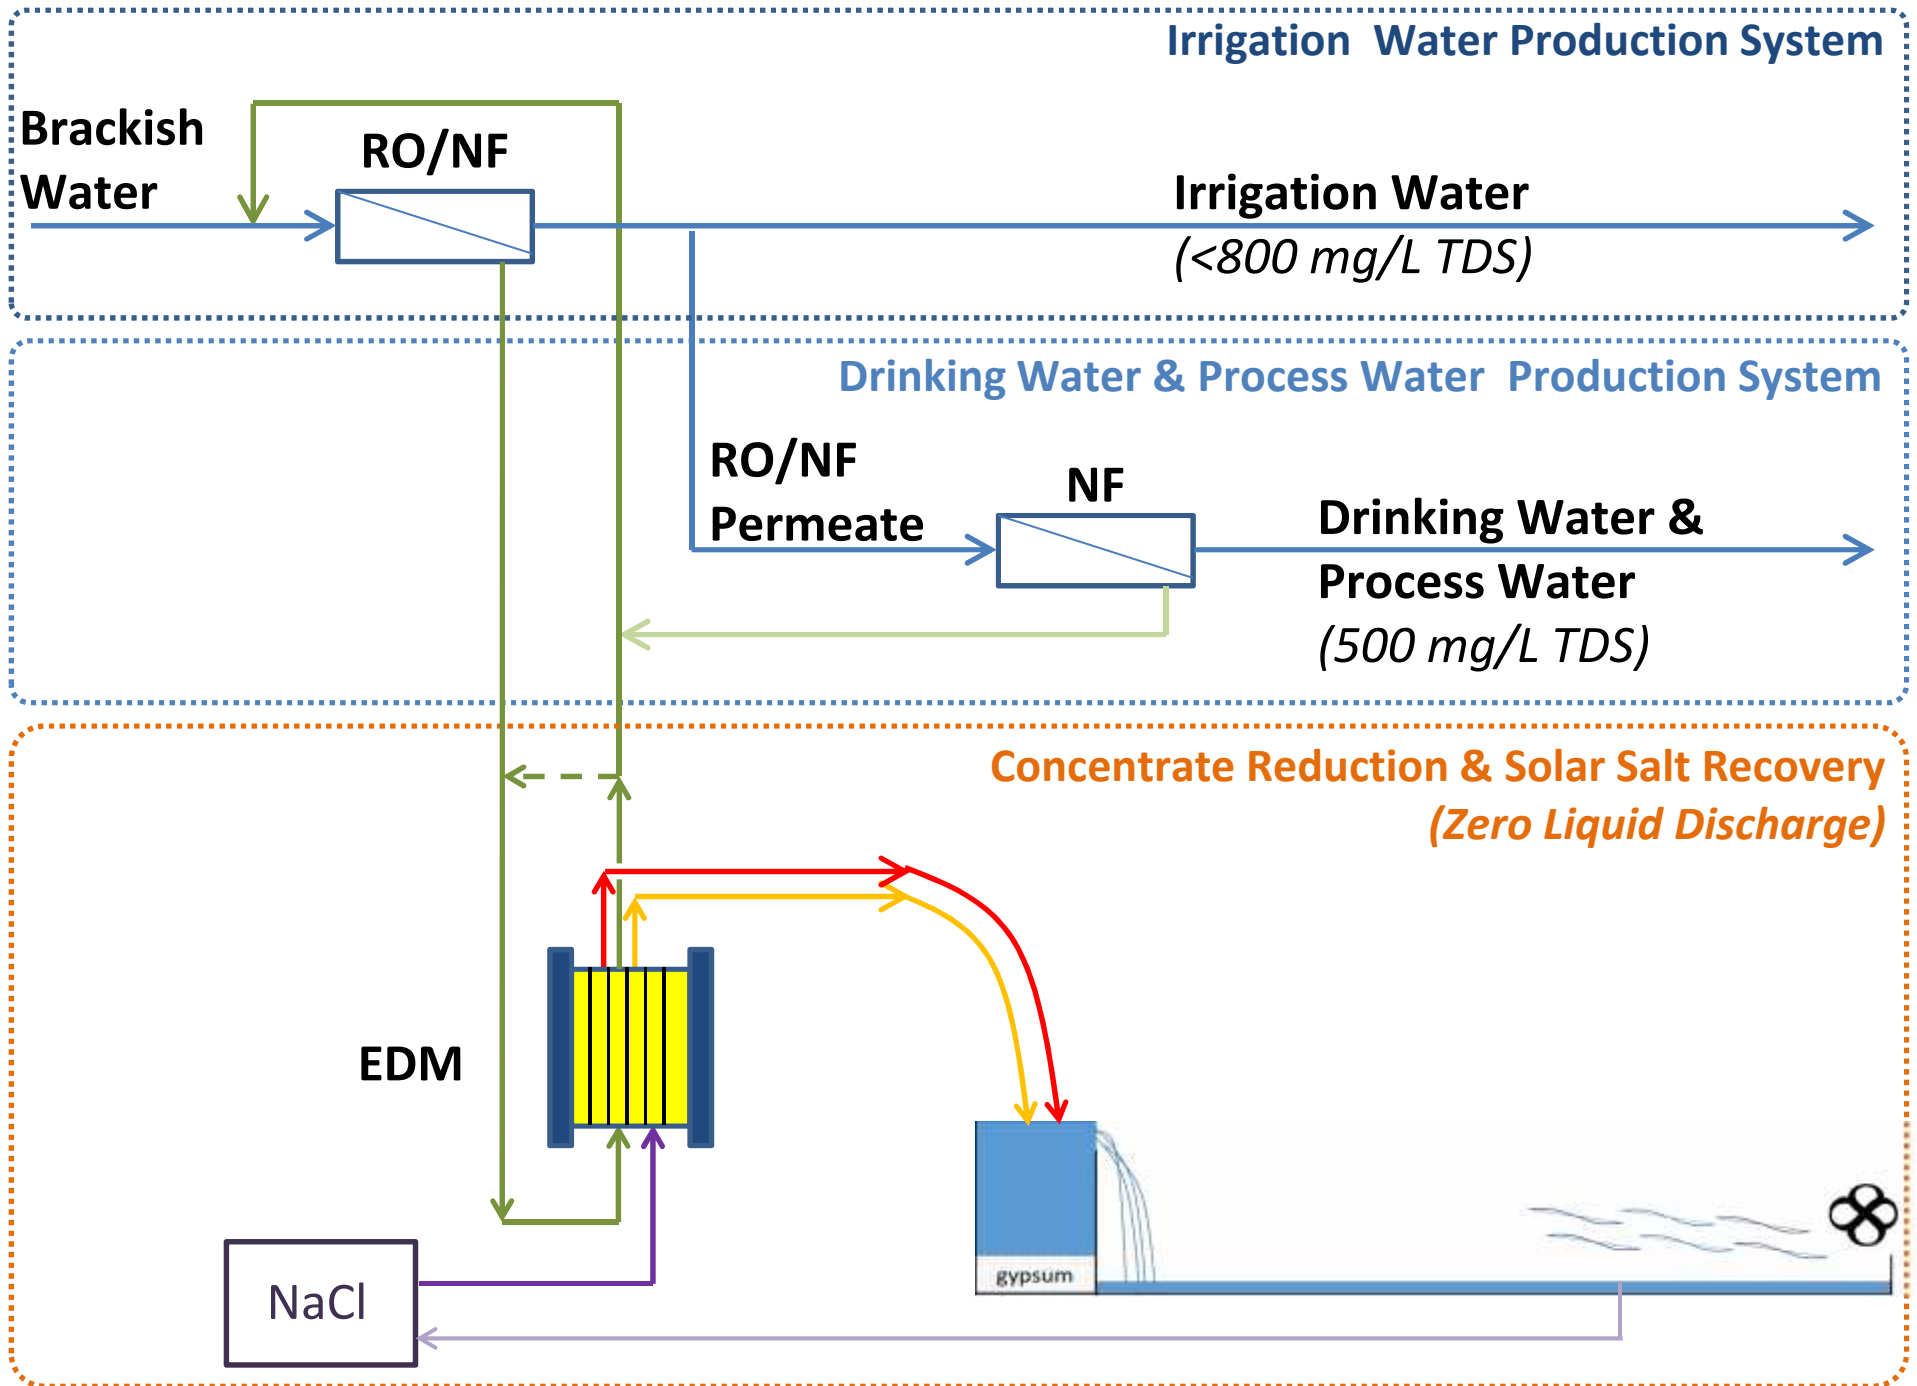 Irrigation Water Production System
Brackish
Water
RO/NF
Irrigation Water
(<800 mg/L TDS)
Drinking Water & Process Water Production System
RO/NF
Permeate
NF
Drinking Water &
Process Water
(500 mg/L TDS)
Concentrate Reduction & Solar Salt Recovery
(Zero Liquid Discharge)
EDM
gypsum
NaCl